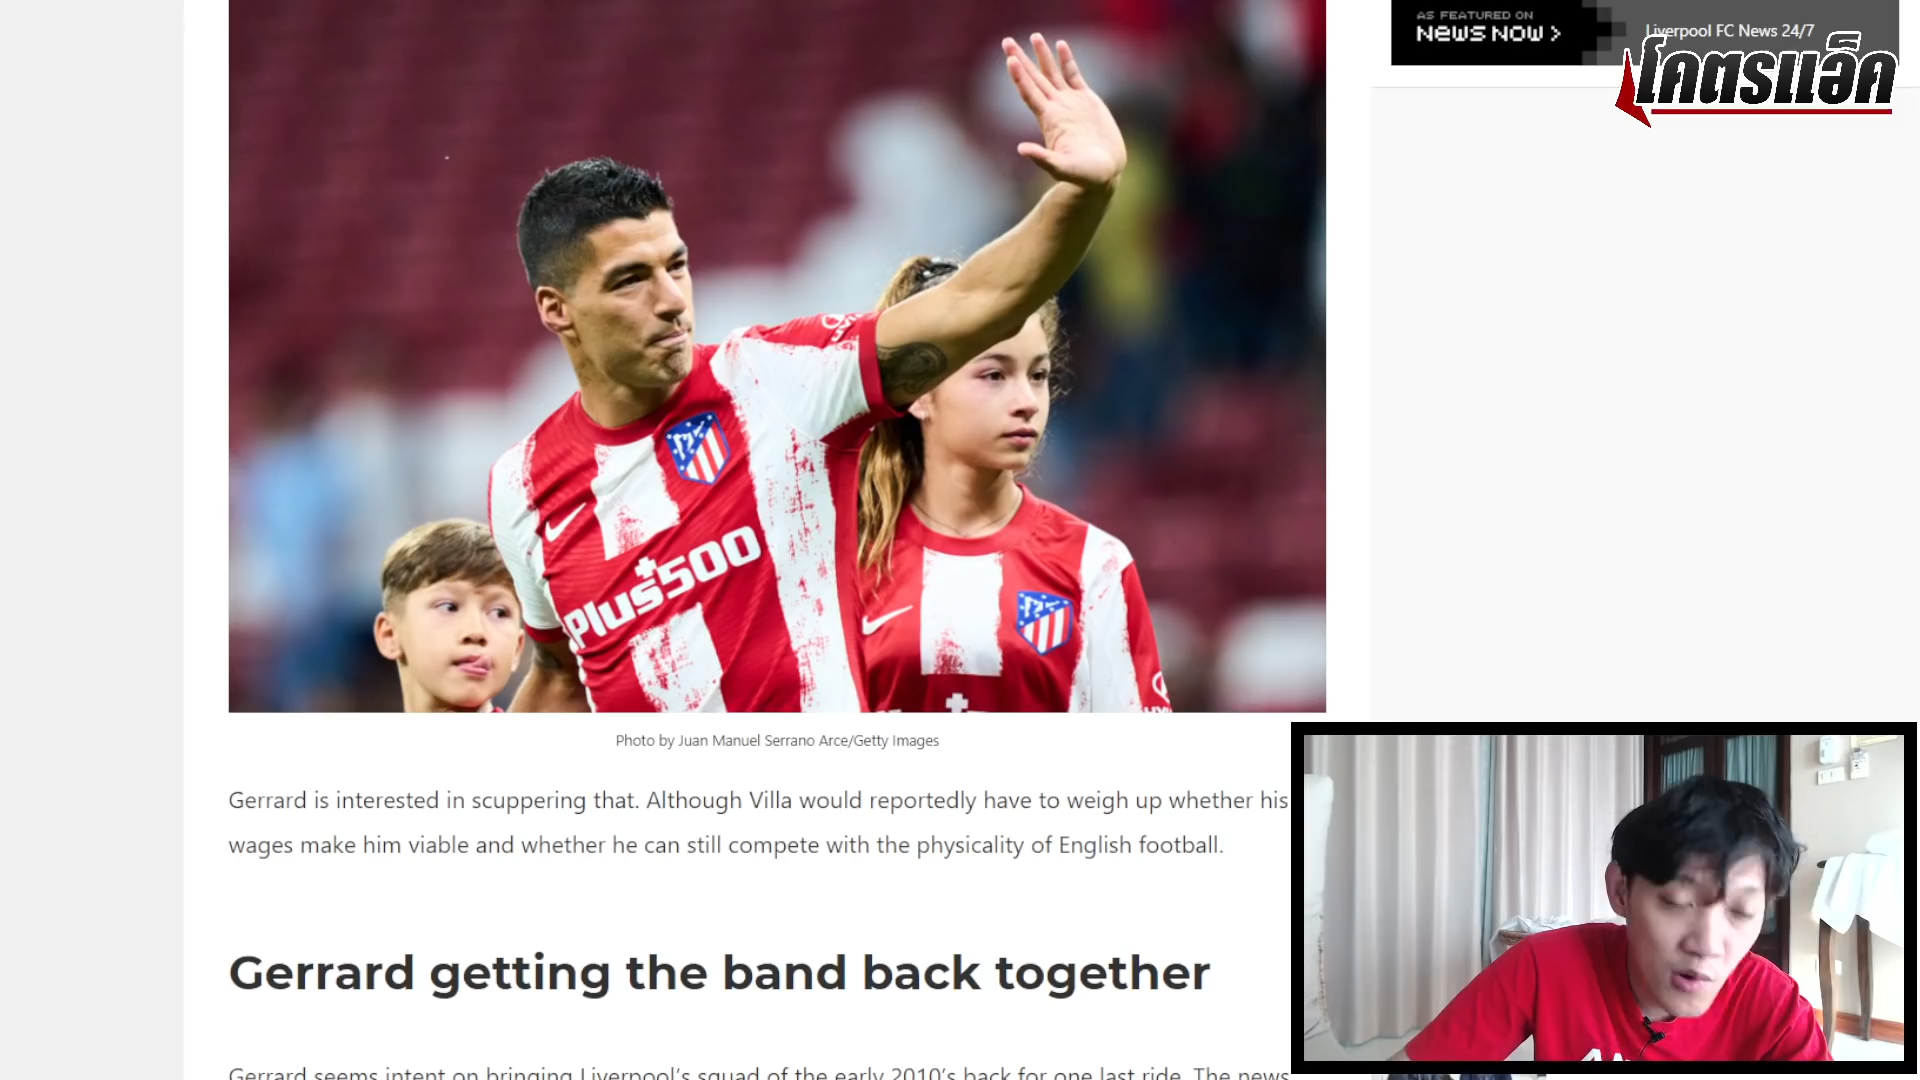 AS FEATURED ON
NEWS NOW >
Liverpool FC News 24/7
โคตรแอ็ค
Plus500
Photo by Juan Manuel Serrano Arce/Getty Images
Gerrard is interested in scuppering that. Although Villa would reportedly have to weigh up whether his
wages make him viable and whether he can still compete with the physicality of English football.
Gerrard getting the band back together
Gerrard seems intent on bringing Liverpool's squad of the early 2010's back for one last ride. The news